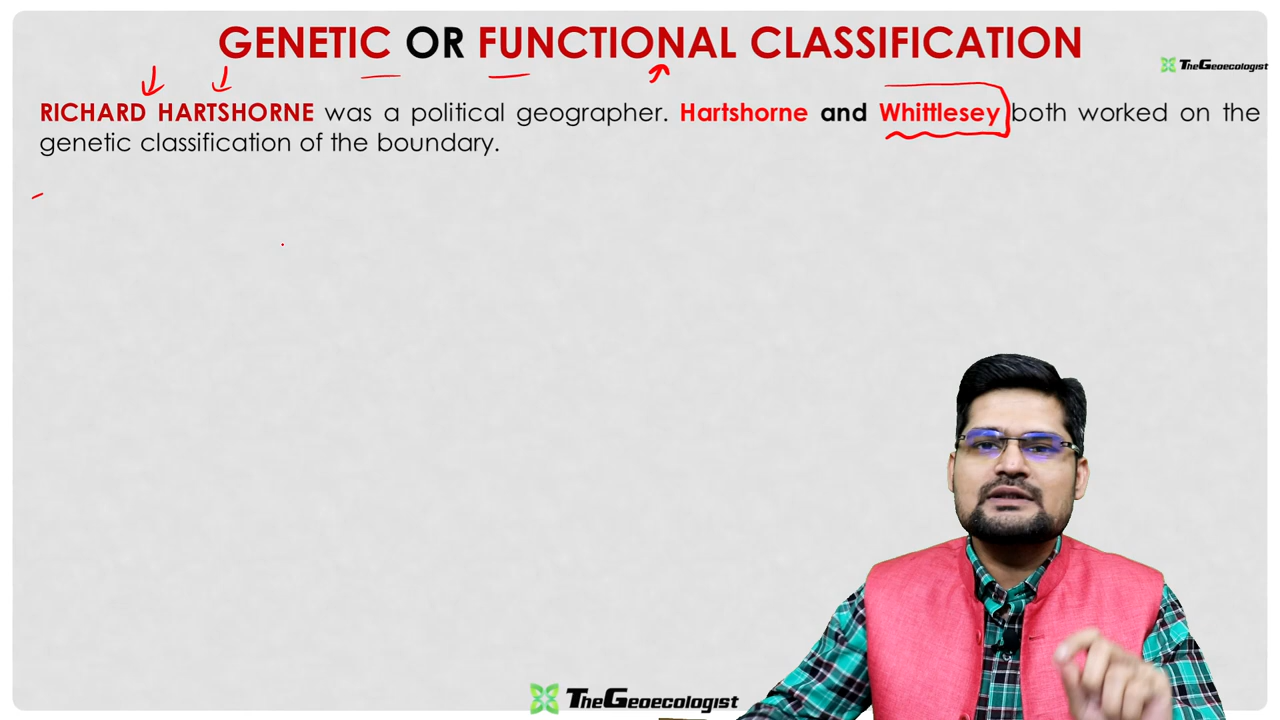 GENETIC OR FUNCTIONAL CLASSIFICATION
TheGeoecologist
RICHARD HARTSHORNE was a political geographer. Hartshorne and Whittlesey both worked on the
genetic classification of the boundary.
TheGeoecologist